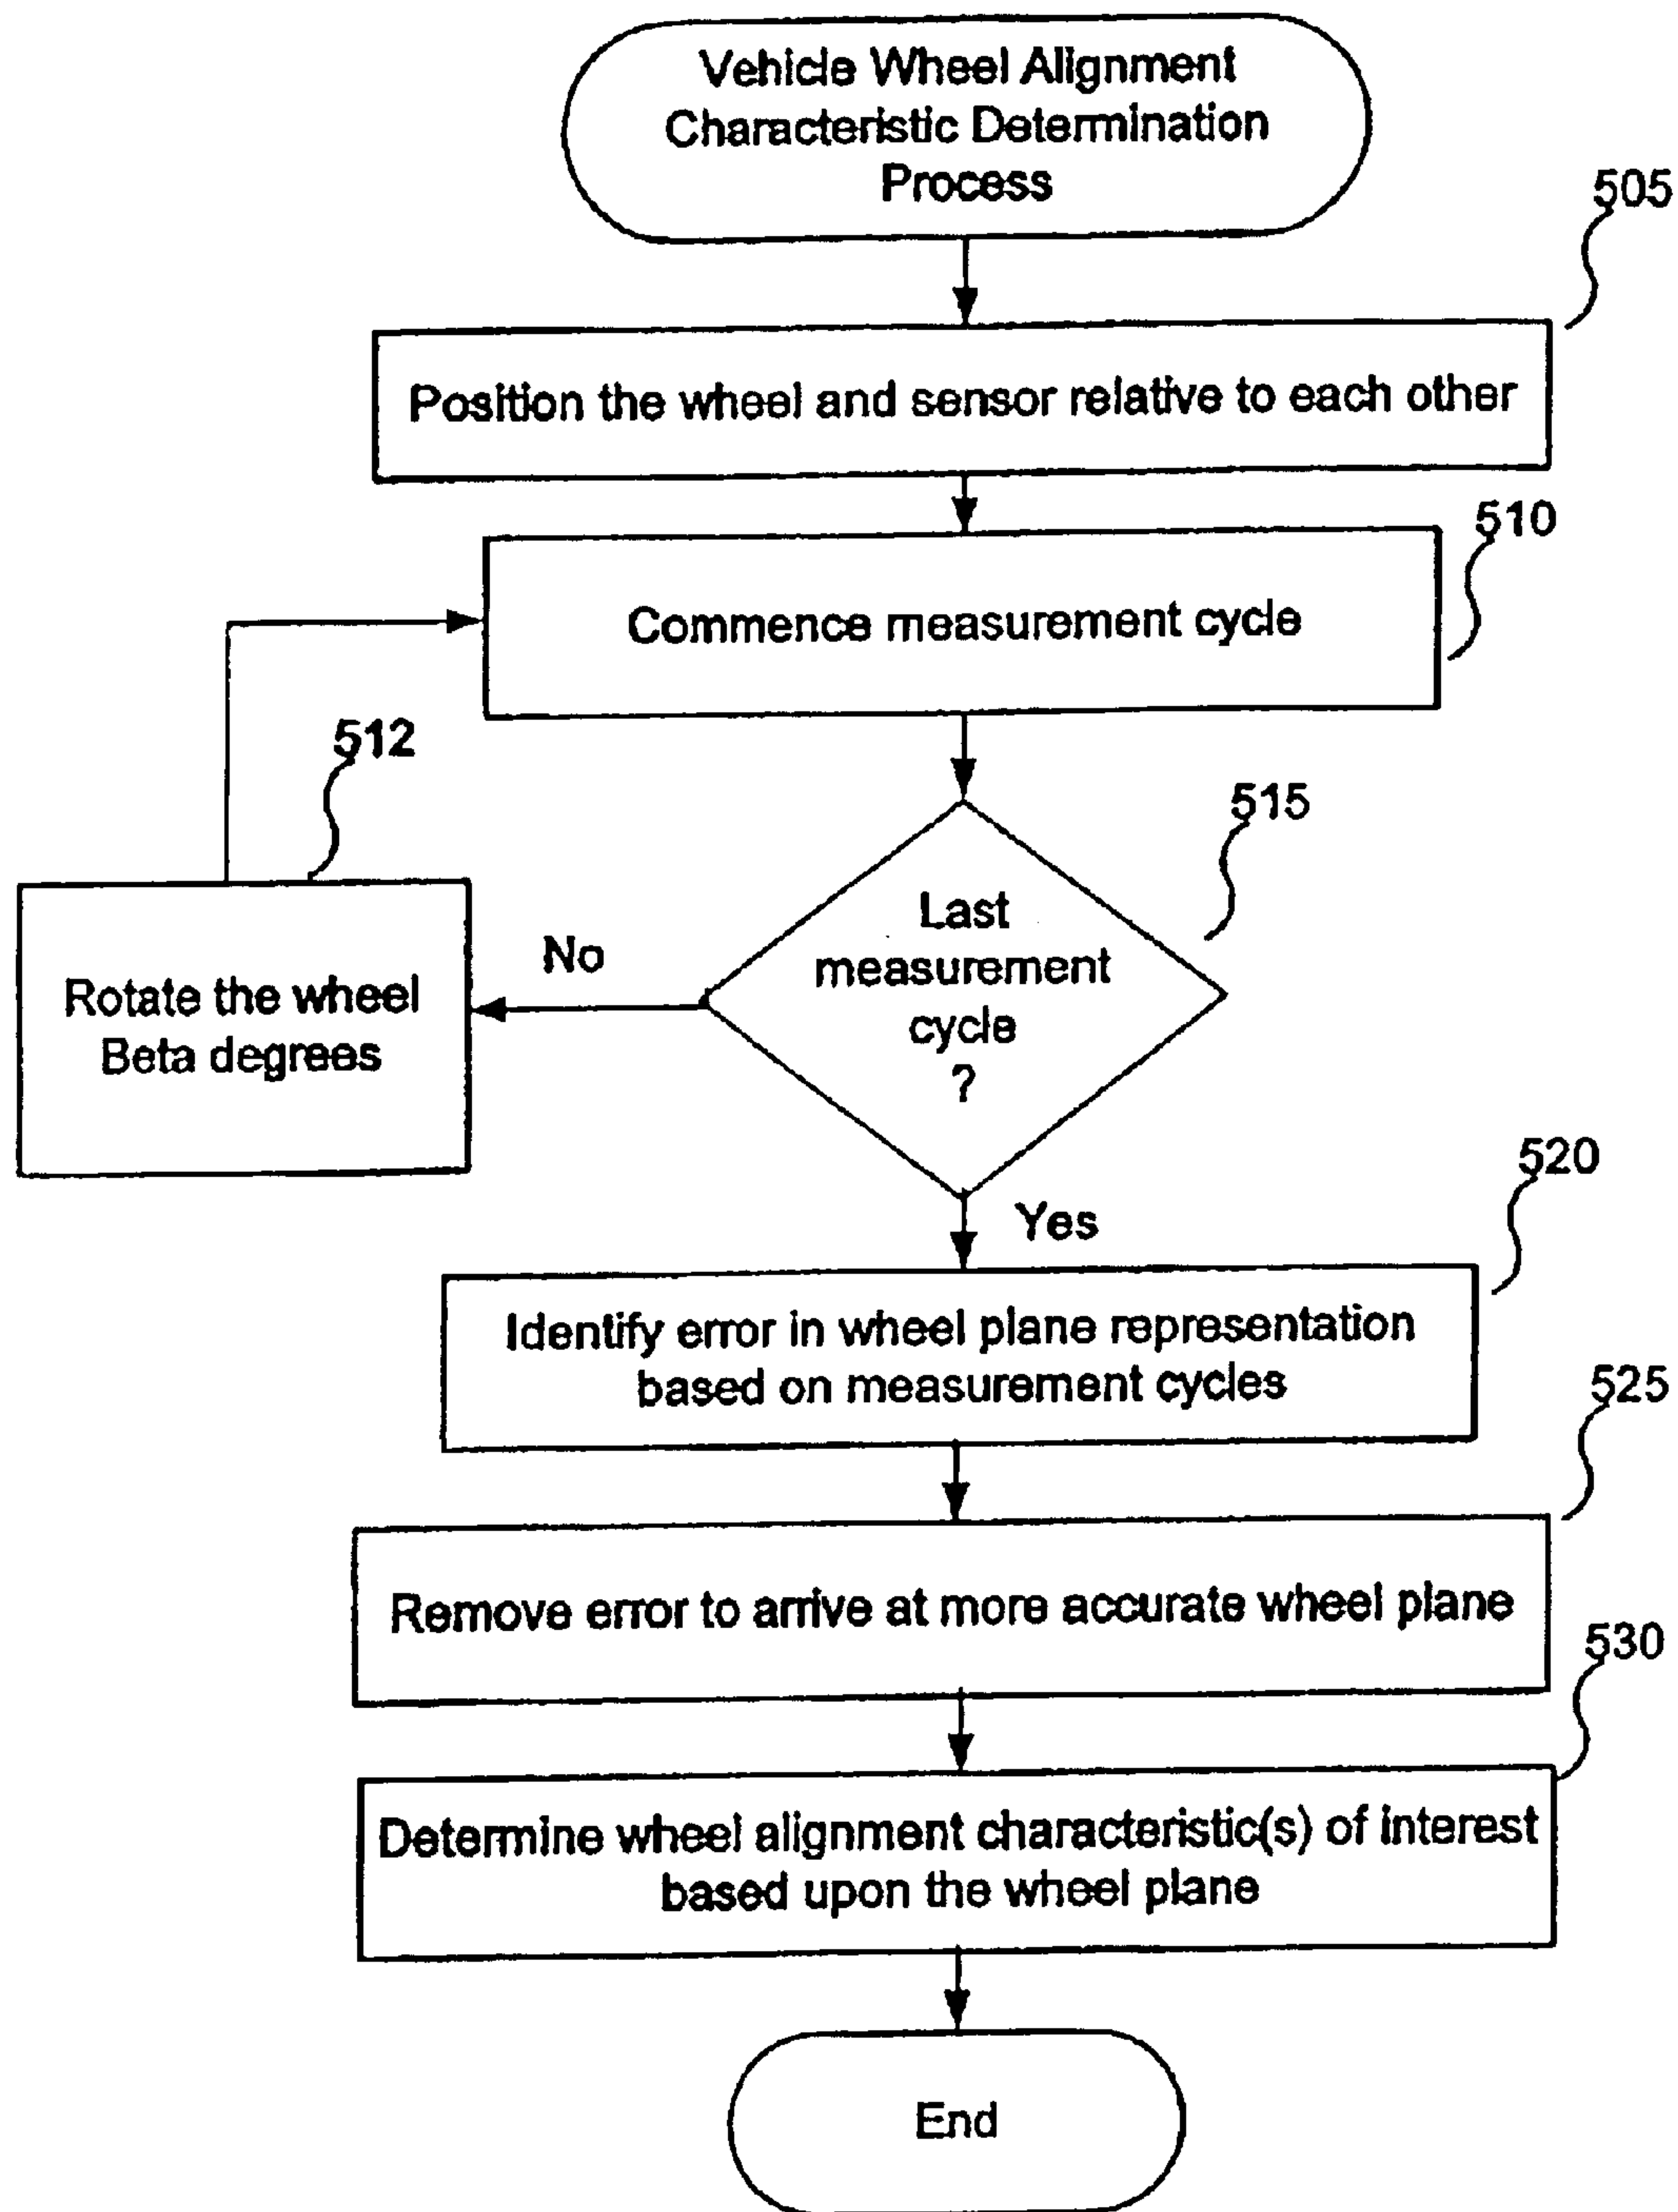 Vehicle Wheel Alignment
Characteristic Determination
Process
505
Position the wheel and sensor relative to each other
510
Commence measurement cycle
512
515
Last
measurement
cycle
?
No
Rotate the wheel
Beta degrees
Yes
520
Identify error in wheel plane representation
based on measurement cycles
525
Remove error to arrive at more accurate wheel plane
530
Determine wheel alignment characteristic(s) of interest
based upon the wheel plane
End